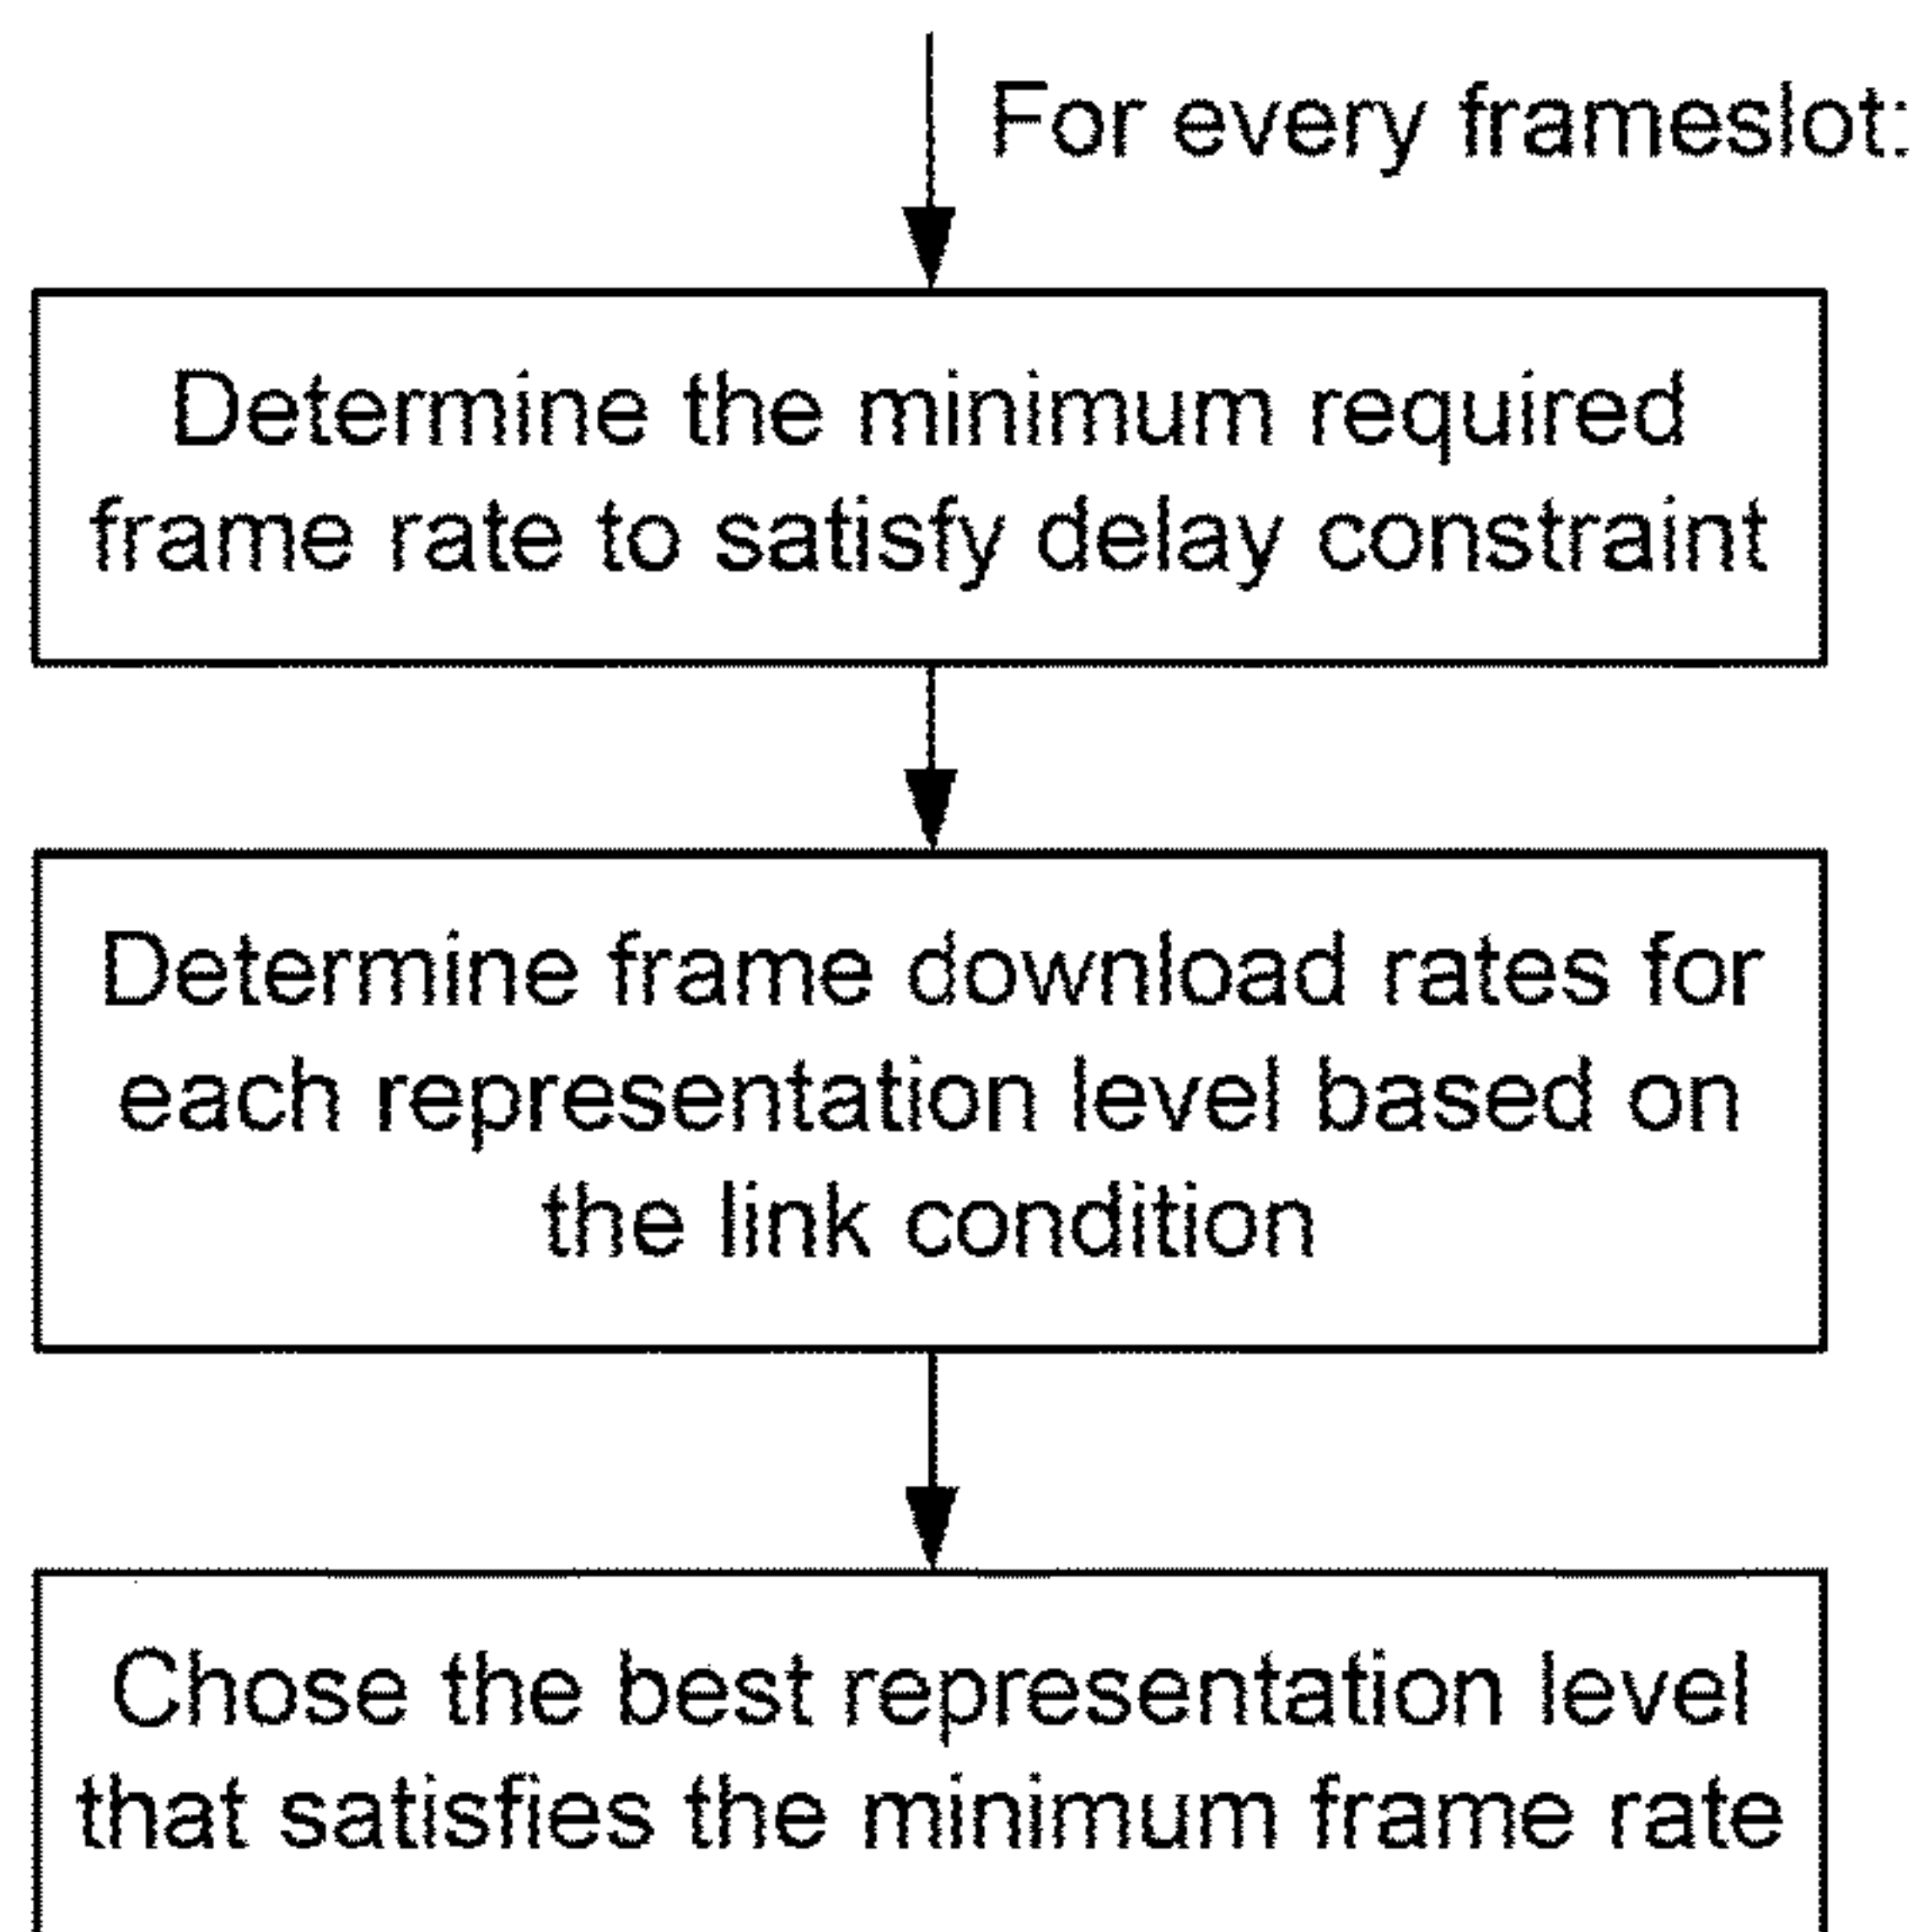 For every frameslot:
Determine the minimum required
frame rate to satisfy delay constraint
Determine frame download rates for
each representation level based on
the link condition
Chose the best representation level
that satisfies the minimum frame rate